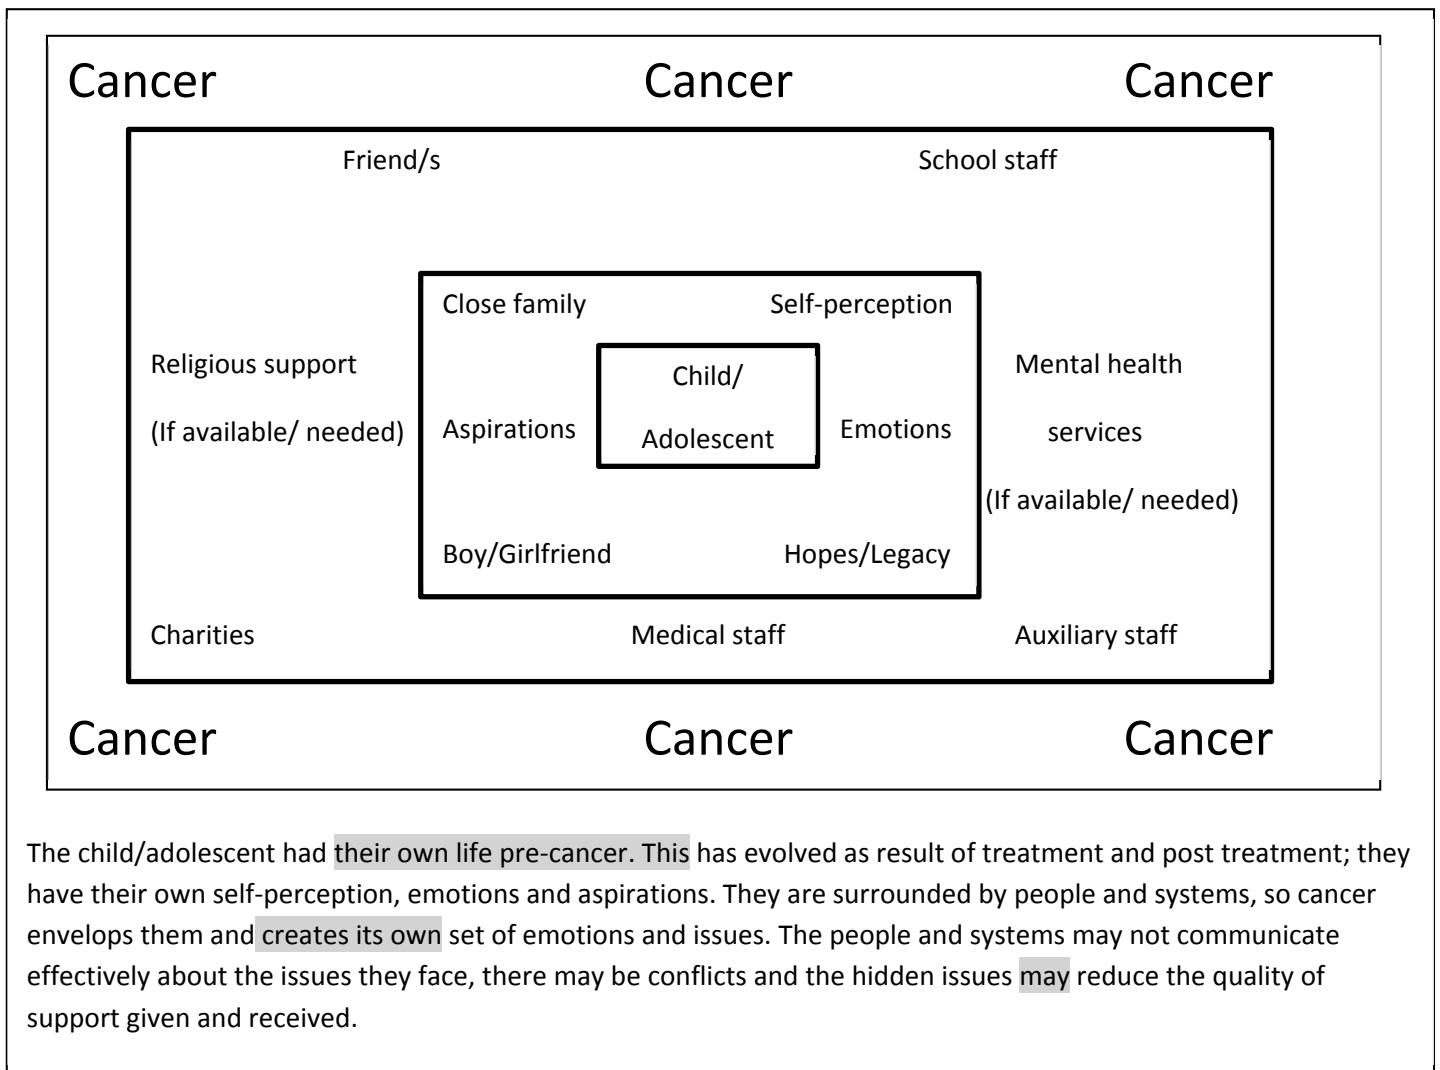 Cancer Cancer Cancer
Friend/s School staff
Close family Self-perception
Religious support Child/ Mental health
(If available/ needed) Aspirations Adolescent Emotions services
(If available/ needed)
Boy/Girlfriend Hopes/Legacy
Charities Medical staff Auxiliary staff
Cancer Cancer Cancer
The child/adolescent had their own life pre-cancer. This has evolved as result of treatment and post treatment; they
have their own self-perception, emotions and aspirations. They are surrounded by people and systems, so cancer
envelops them and creates its own set of emotions and issues. The people and systems may not communicate
effectively about the issues they face, there may be conflicts and the hidden issues may reduce the quality of
support given and received.